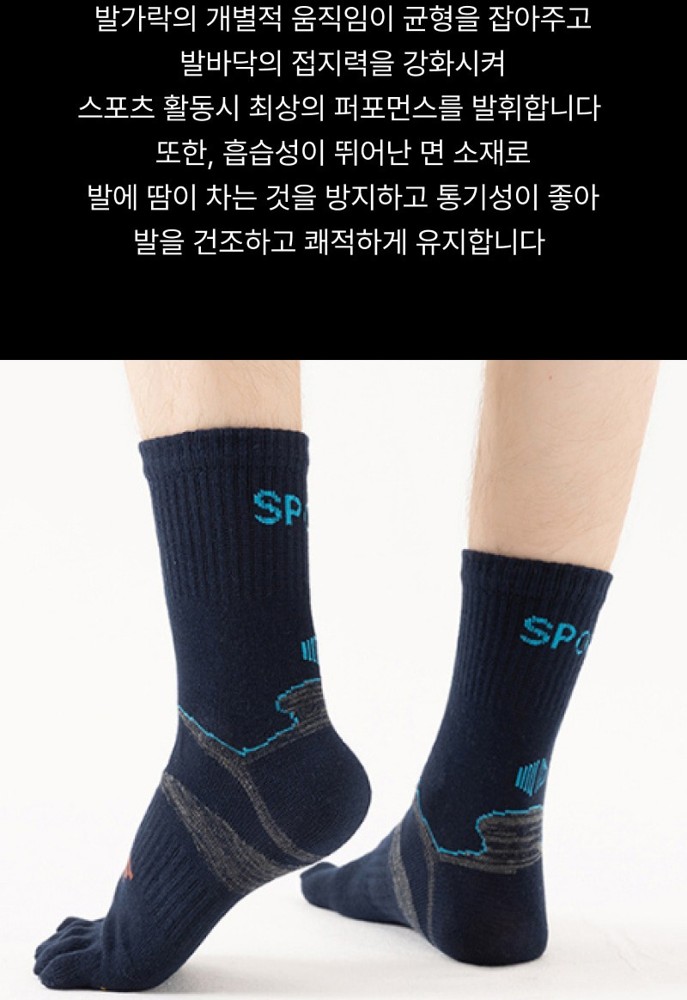 발가락의 개별적 움직임이 균형을 잡아주고
발바닥의 접지력을 강화시켜
스포츠 활동시 최상의 퍼포먼스를 발휘합니다
또한, 흡습성이 뛰어난 면 소재로
발에 땀이 차는 것을 방지하고 통기성이 좋아
발을 건조하고 쾌적하게 유지합니다
SPO
SPO